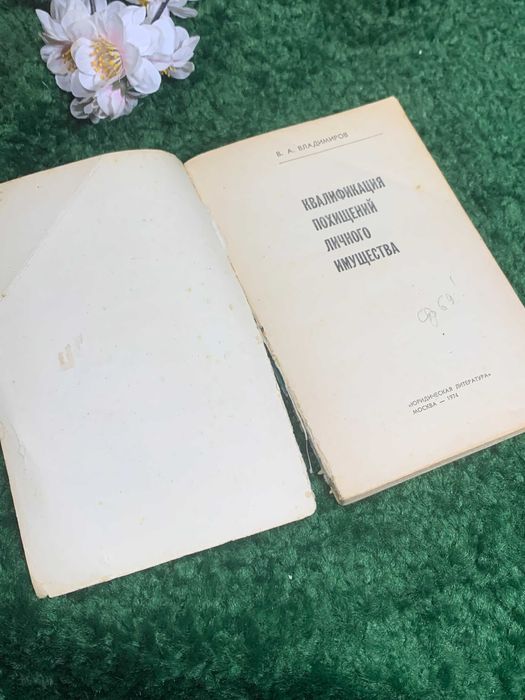 В. А. ВЛАДИМИРОВ
КВАЛИФИКАЦИЯ
ПОХИЩЕНИЙ
ЛИЧНОГО
ИМУЩЕСТВА
«ЮРИДИЧЕСКАЯ ЛИТЕРАТУРА»
МОСКВА — 1974